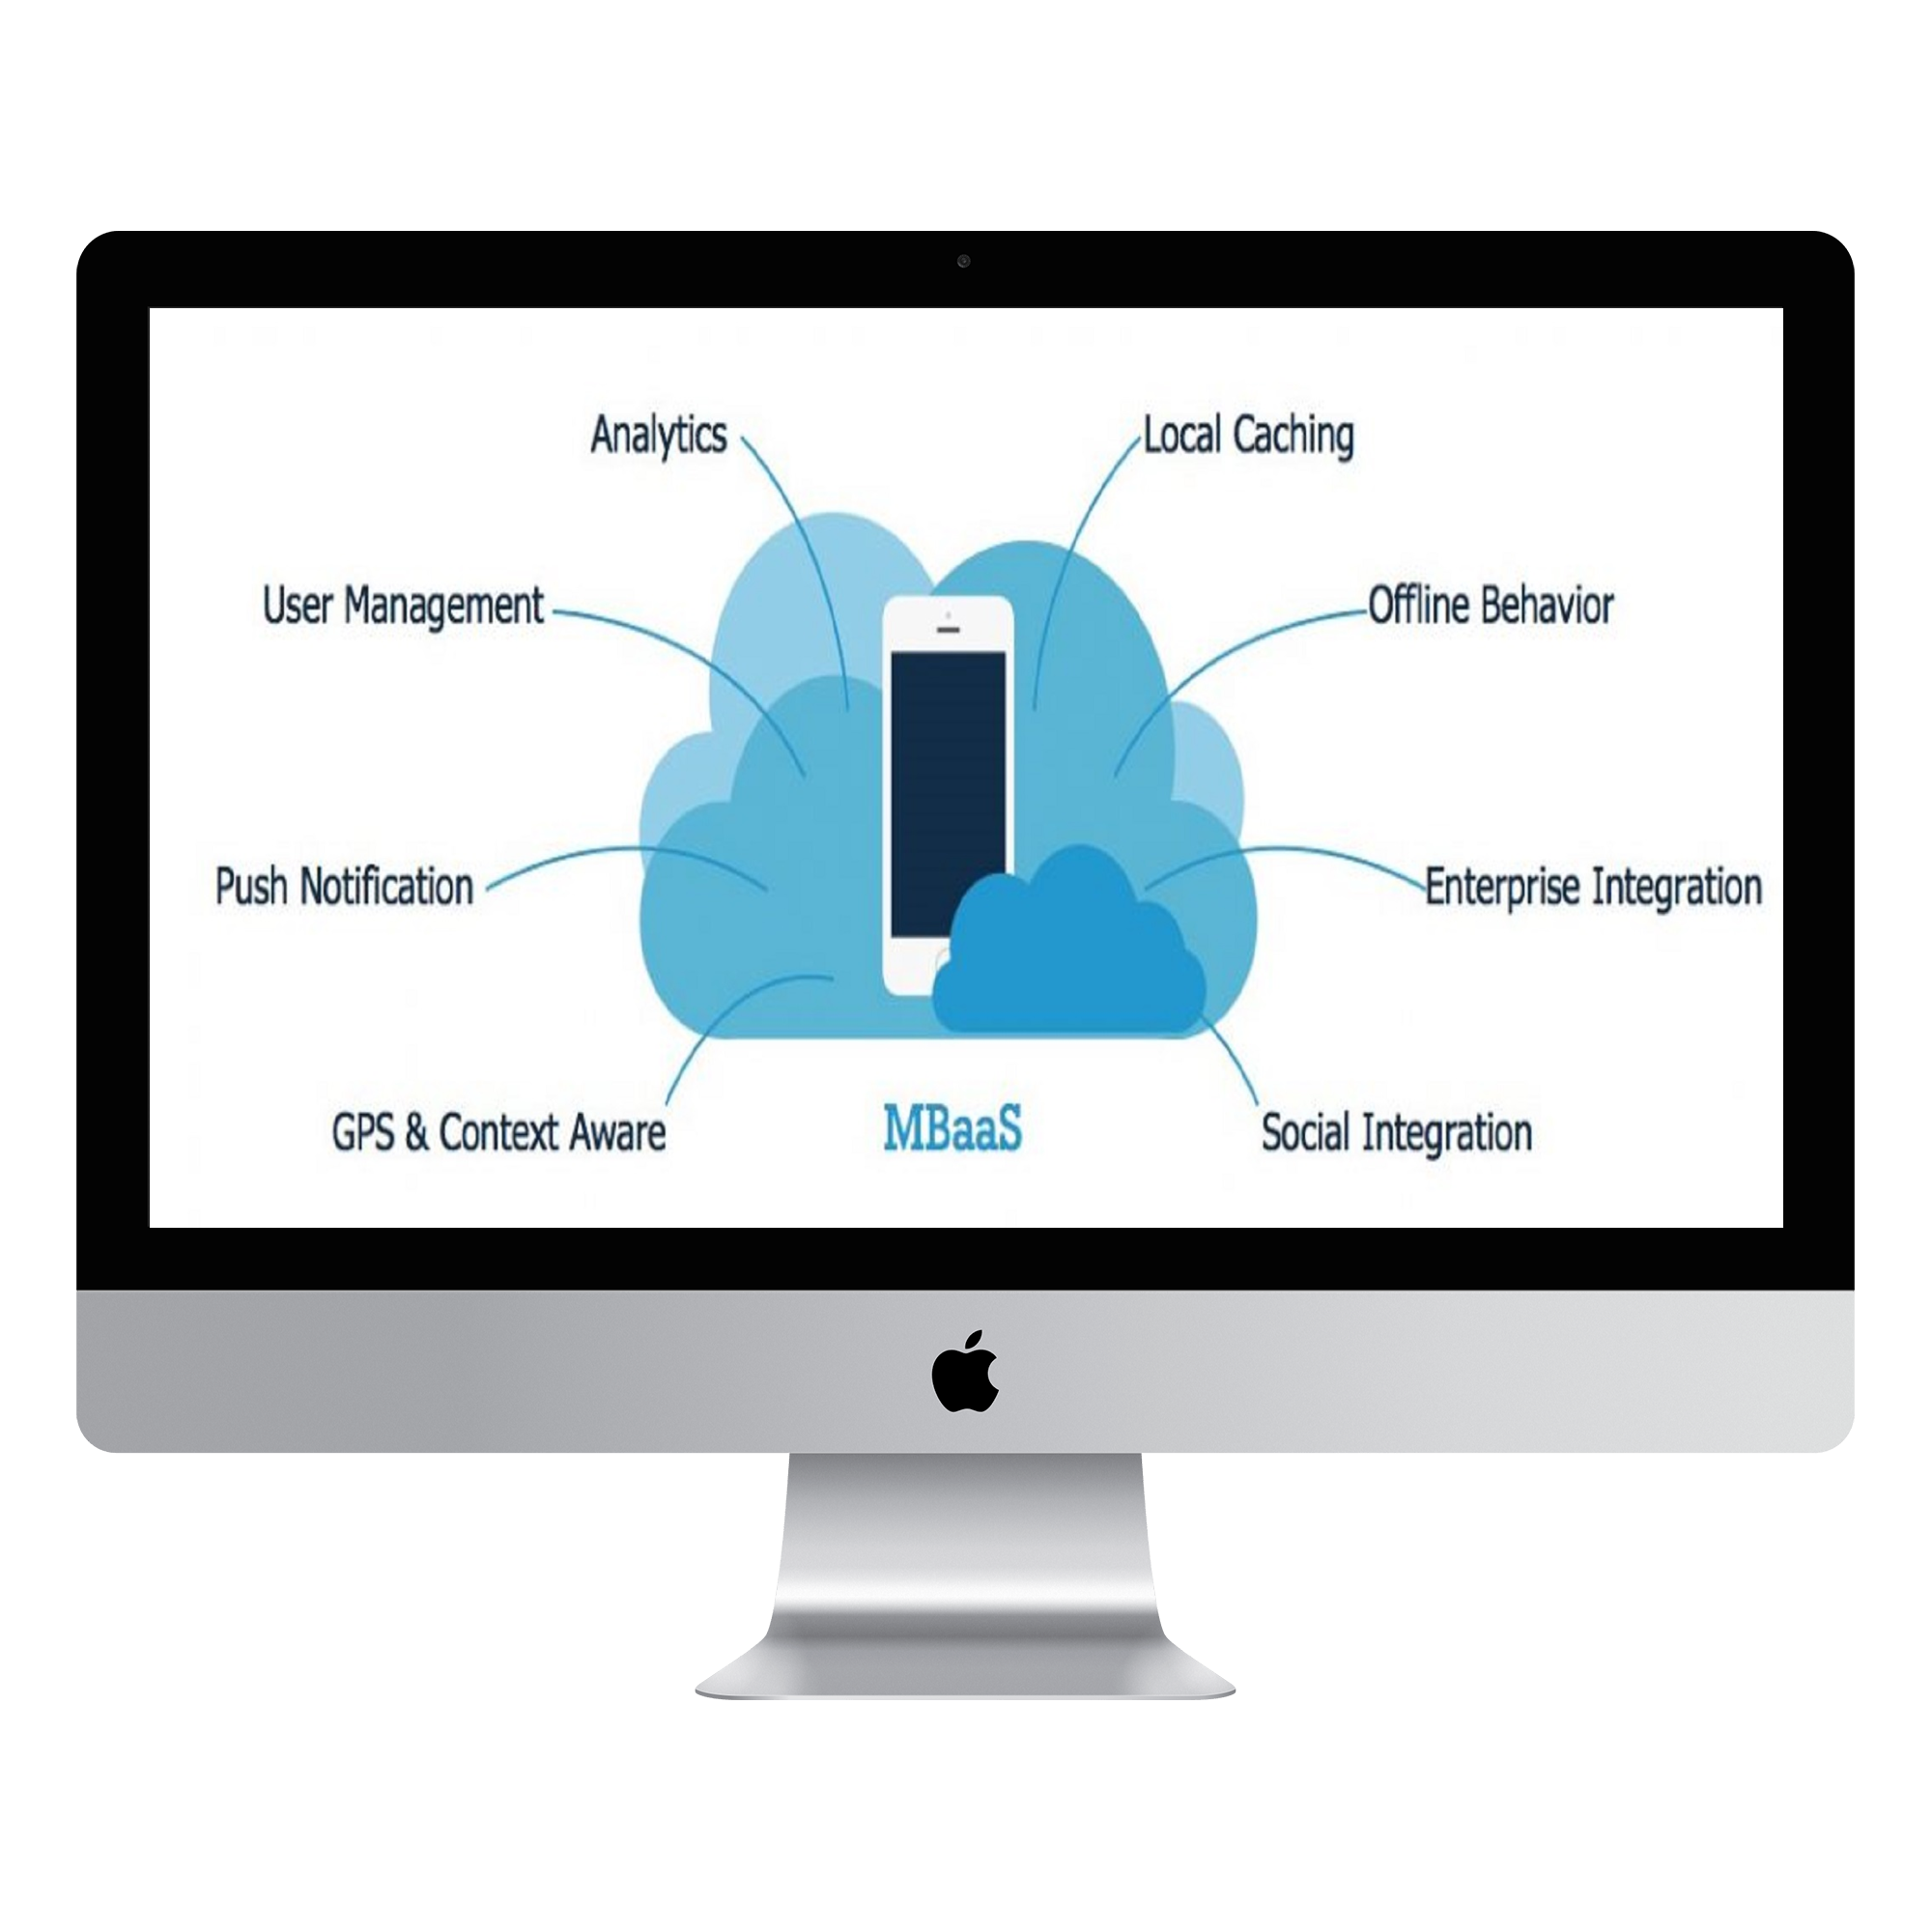 Analytics
Local Caching
User Management
Offline Behavior
Push Notification
Enterprise Integration
GPS & Context Aware
MBaaS
Social Integration